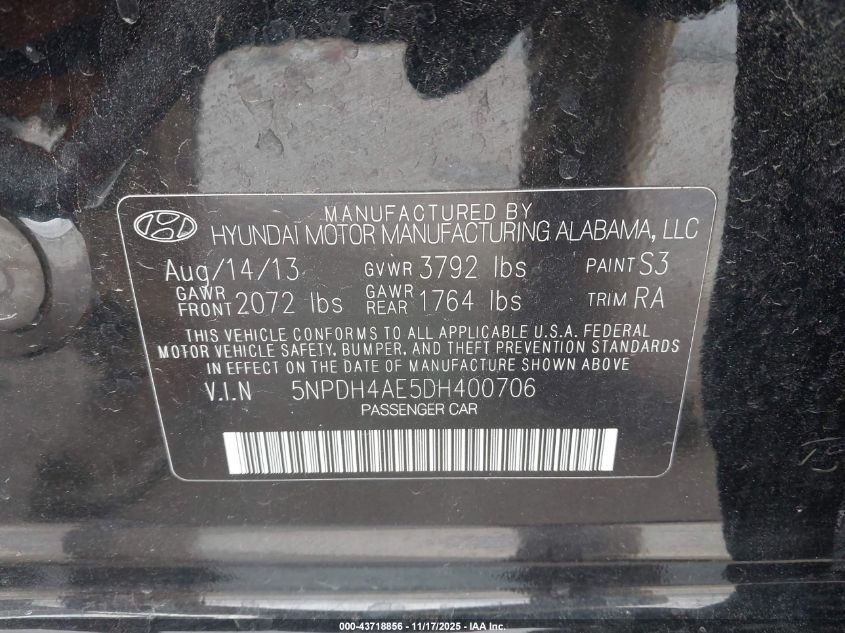 MANUFACTURED BY
HYUNDAI MOTOR MANUFACTURING ALABAMA, LLC
Aug/14/13 GVWR 3792 lbs PAINT S3
GAWR FRONT 2072 lbs GAWR REAR 1764 lbs TRIM RA
THIS VEHICLE CONFORMS TO ALL APPLICABLE U.S.A. FEDERAL
MOTOR VEHICLE SAFETY, BUMPER, AND THEFT PREVENTION STANDARDS
IN EFFECT ON THE DATE OF MANUFACTURE SHOWN ABOVE
V.I.N 5NPDH4AE5DH400706
PASSENGER CAR
000-43718856 - 11/17/2025 - IAA Inc.